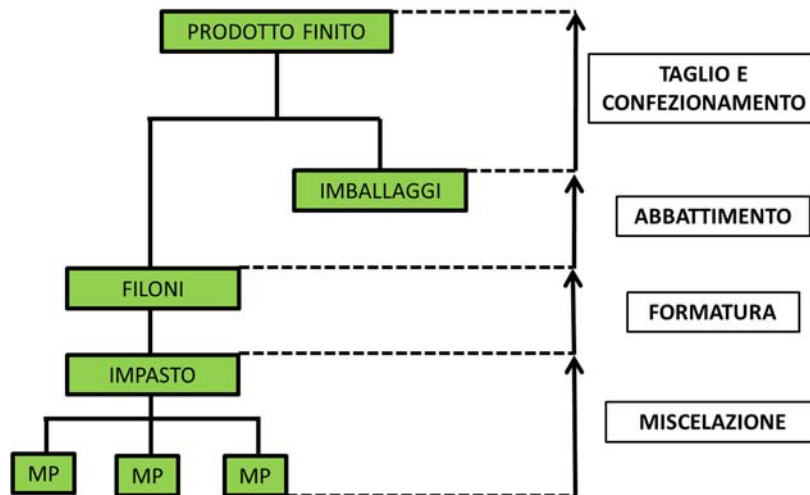 PRODOTTO FINITO
TAGLIO E
CONFEZIONAMENTO
IMBALLAGGI
ABBATTIMENTO
FILONI
FORMATURA
IMPASTO
MISCELAZIONE
MP MP MP